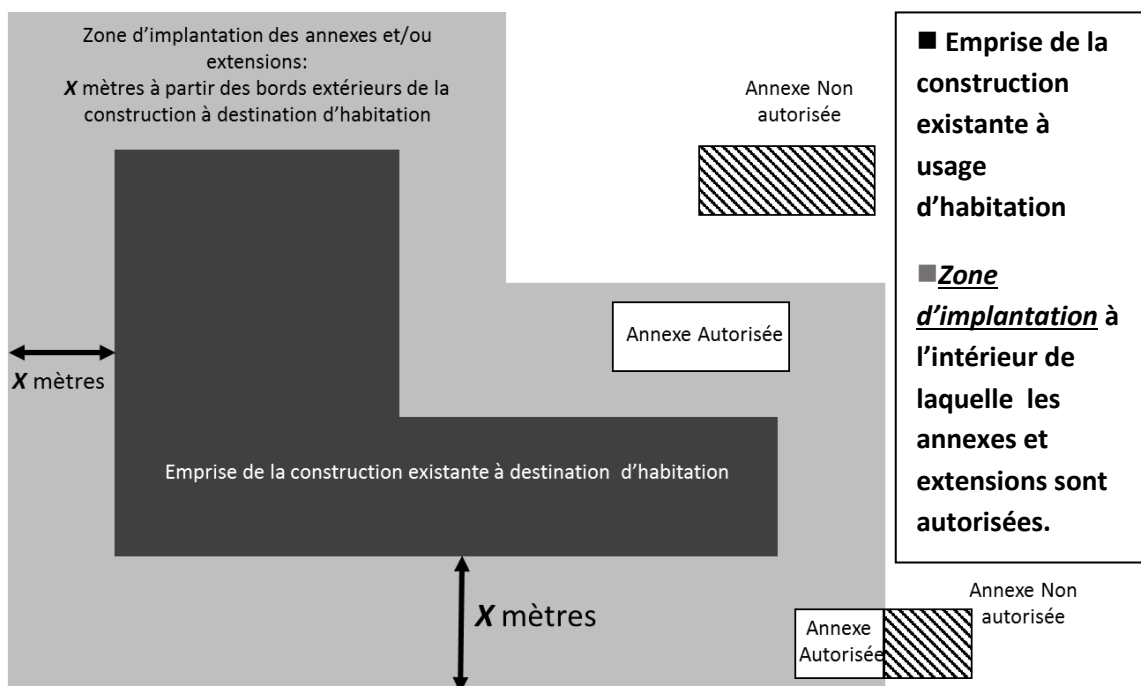 Zone d’implantation des annexes et/ou
extensions:
X mètres à partir des bords extérieurs de la
construction à destination d’habitation
Annexe Non
autorisée
Annexe Autorisée
X mètres
Emprise de la construction existante à destination d’habitation
X mètres
Annexe
Autorisée
Annexe Non
autorisée
■ Emprise de la
construction
existante à
usage
d’habitation
■Zone
d’implantation à
l’intérieur de
laquelle les
annexes et
extensions sont
autorisées.